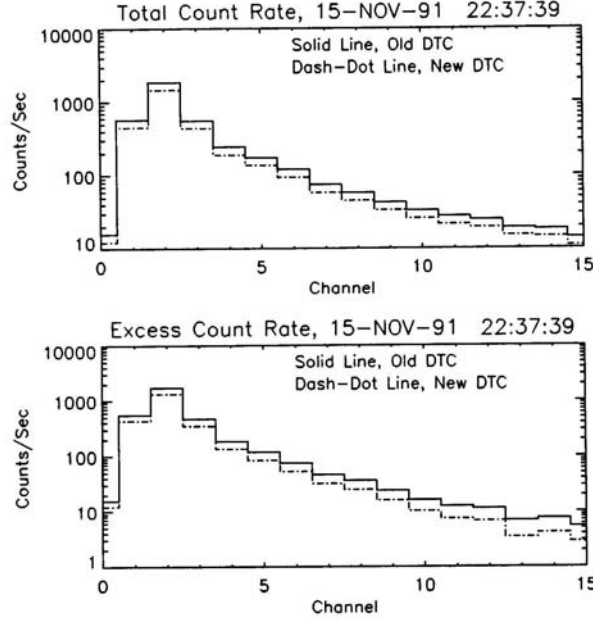 Total Count Rate, 15-NOV-91 22:37:39
10000
Solid Line, Old DTC
Dash-Dot Line, New DTC
1000
Counts/Sec
100
10
0 5 10 15
Channel
Excess Count Rate, 15-NOV-91 22:37:39
10000
Solid Line, Old DTC
Dash-Dot Line, New DTC
1000
Counts/Sec
100
10
1
0 5 10 15
Channel